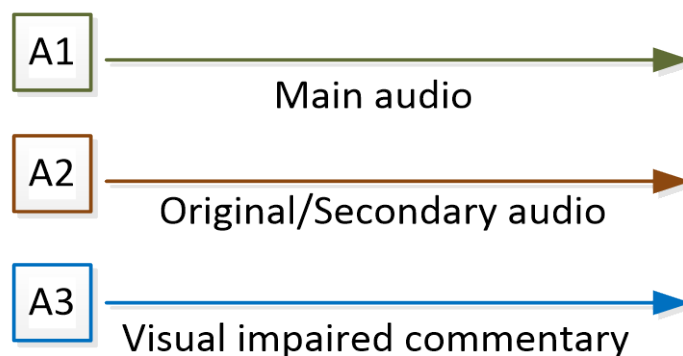 A1
Main audio
A2
Original/Secondary audio
A3
Visual impaired commentary